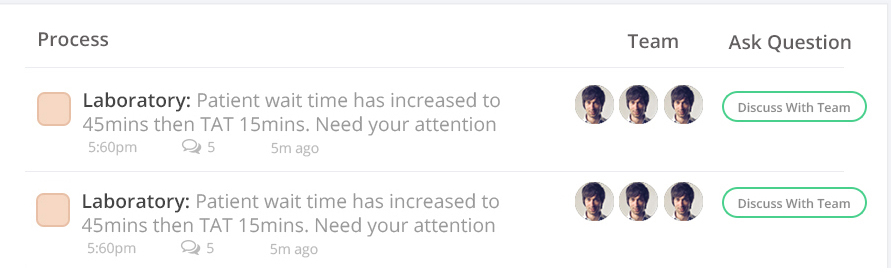 Process Team Ask Question
Laboratory: Patient wait time has increased to
45mins then TAT 15mins. Need your attention
5:60pm 5 5m ago
Discuss With Team
Laboratory: Patient wait time has increased to
45mins then TAT 15mins. Need your attention
5:60pm 5 5m ago
Discuss With Team